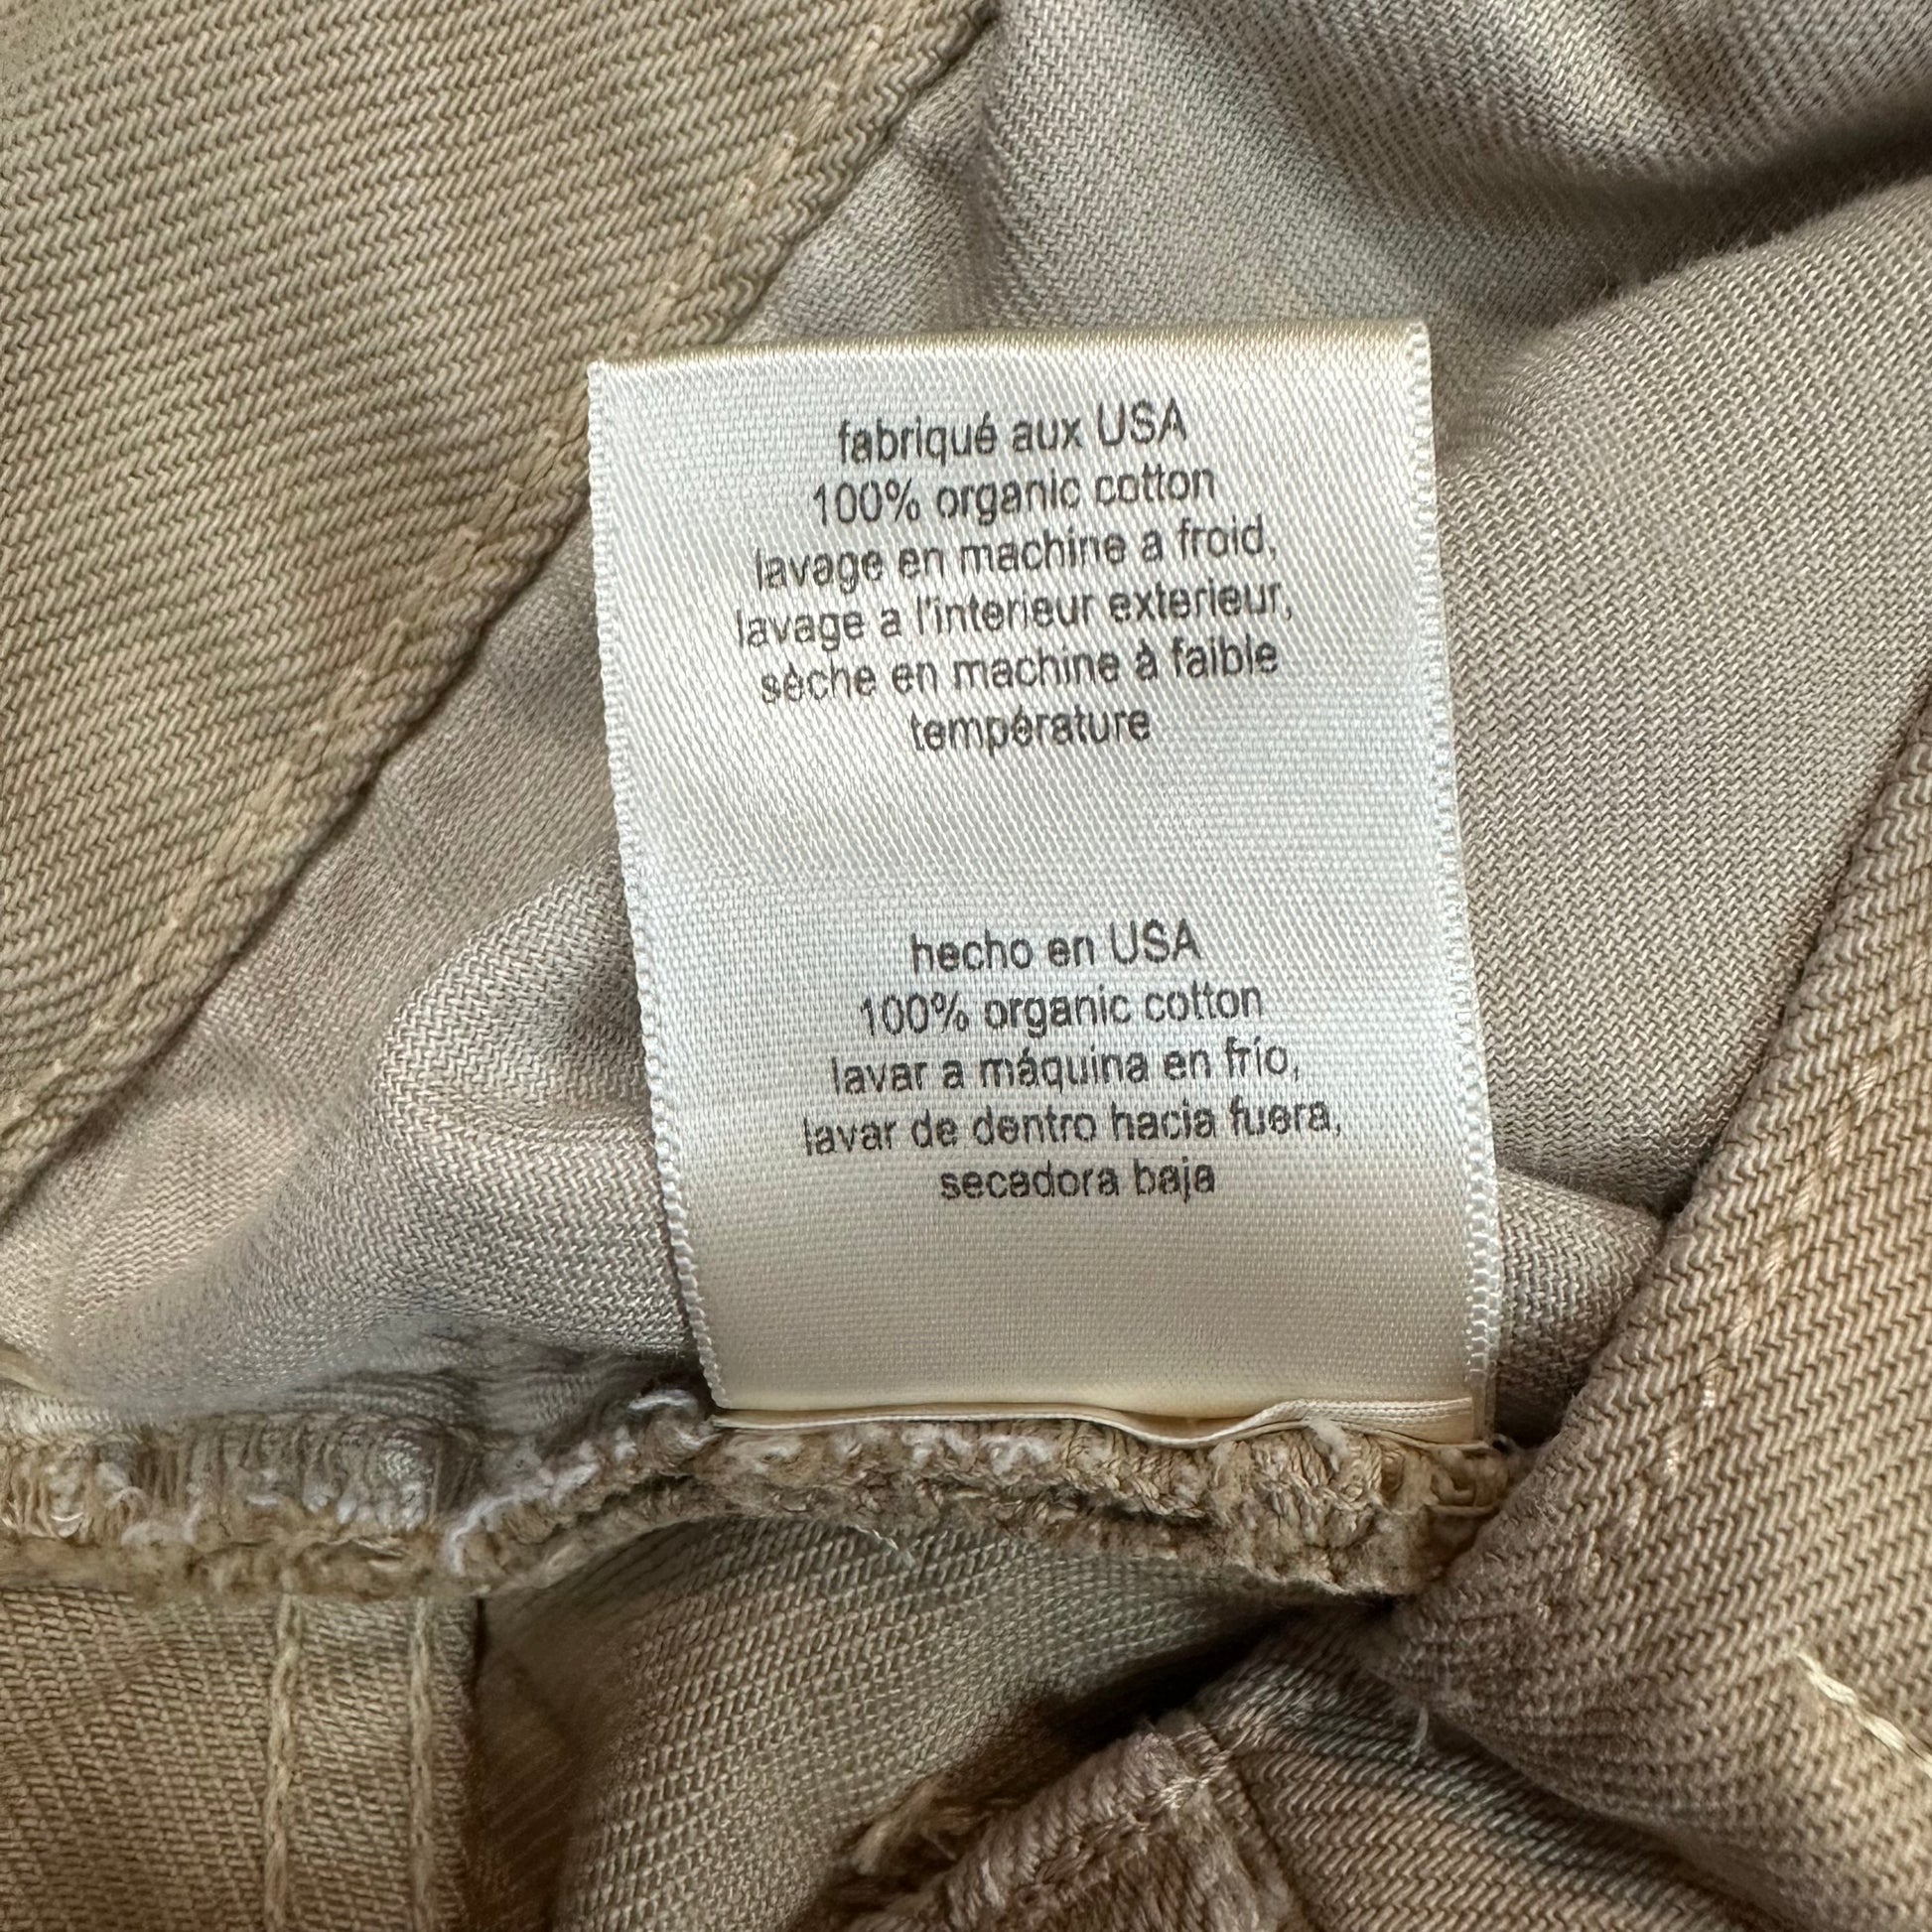 fabriqué aux USA
100% organic cotton
lavage en machine a froid,
lavage a l'interieur exterieur,
sèche en machine à faible
température
hecho en USA
100% organic cotton
lavar a máquina en frío,
lavar de dentro hacia fuera,
secadora baja